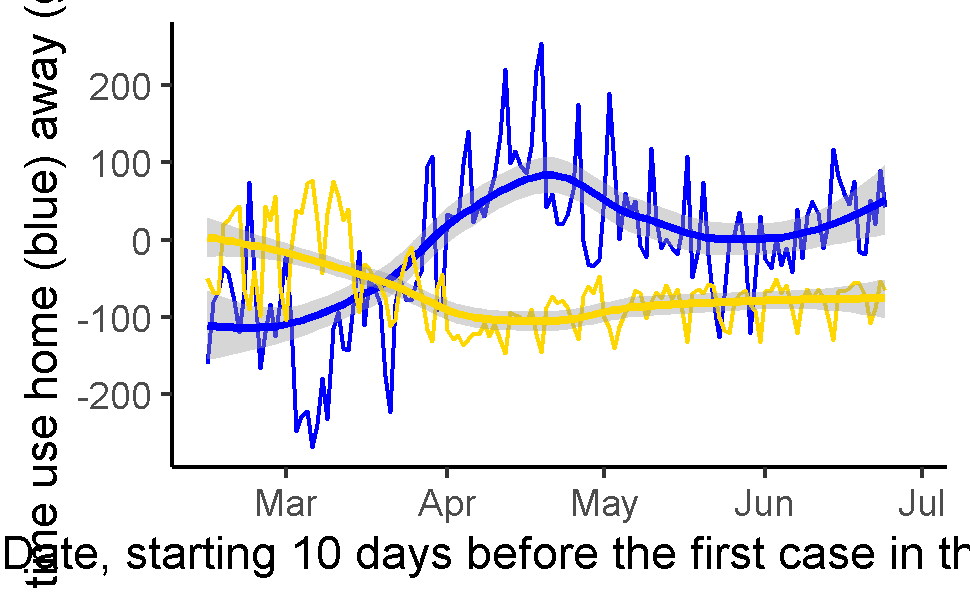 time use home (blue) away (
200
100
0
-100
-200
Mar Apr May Jun Jul
Date, starting 10 days before the first case in th